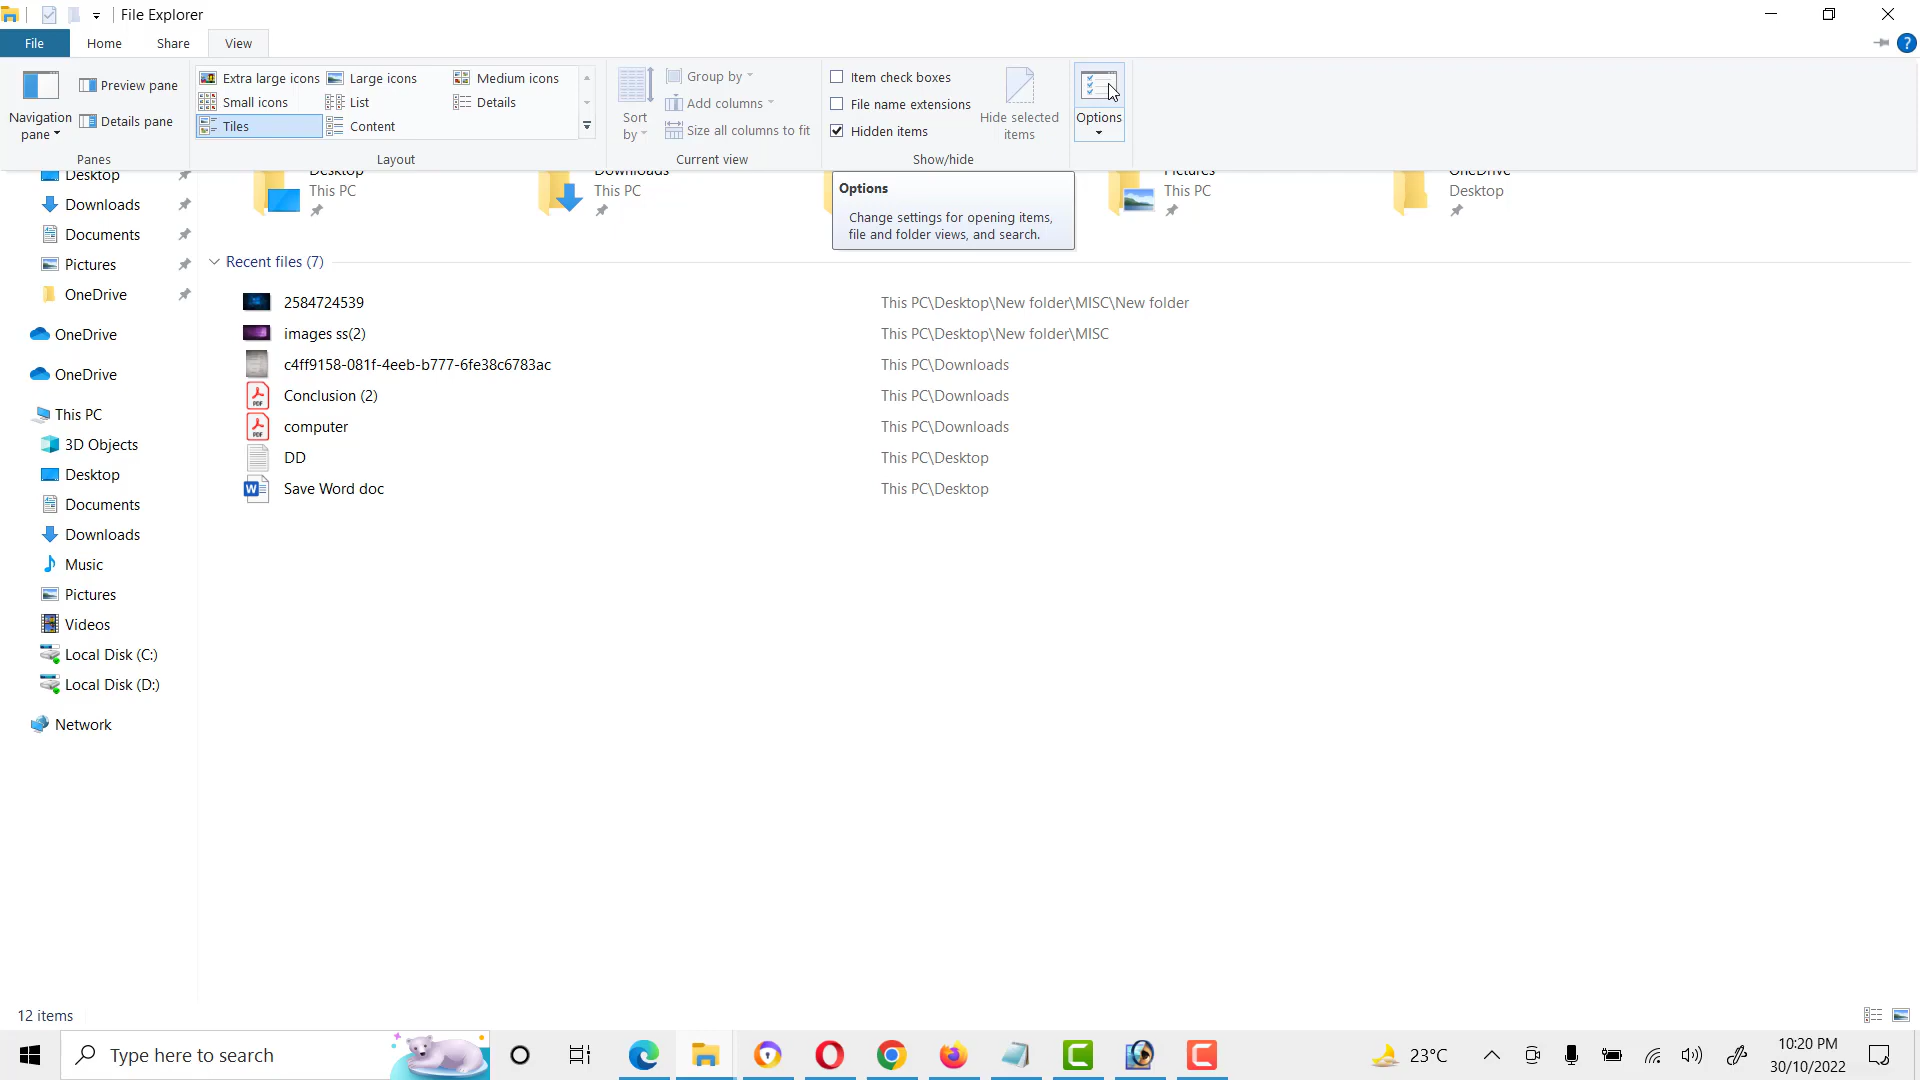 File Explorer
File Home Share View
Navigation pane
Preview pane
Details pane
Panes
Extra large icons Large icons Medium icons
Small icons List Details
Tiles Content
Layout
Sort by
Group by
Add columns
Size all columns to fit
Current view
Item check boxes
File name extensions
Hidden items
Hide selected items
Show/hide
Options
Options
Change settings for opening items,
file and folder views, and search.
Desktop
This PC
Downloads
This PC
Pictures
This PC
OneDrive
Desktop
Desktop
Downloads
Documents
Pictures
OneDrive
OneDrive
OneDrive
This PC
3D Objects
Desktop
Documents
Downloads
Music
Pictures
Videos
Local Disk (C:)
Local Disk (D:)
Network
Recent files (7)
2584724539 This PC\Desktop\New folder\MISC\New folder
images ss(2) This PC\Desktop\New folder\MISC
c4ff9158-081f-4eeb-b777-6fe38c6783ac This PC\Downloads
Conclusion (2) This PC\Downloads
computer This PC\Downloads
DD This PC\Desktop
Save Word doc This PC\Desktop
12 items
Type here to search
23°C
10:20 PM
30/10/2022